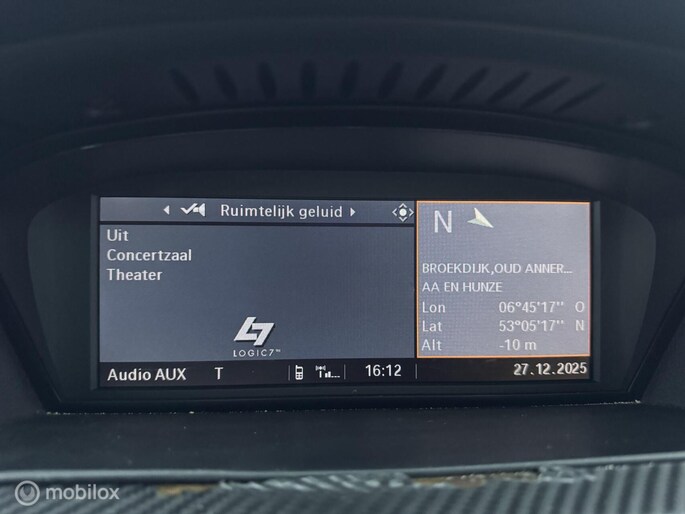 Ruimtelijk geluid
Uit
Concertzaal
Theater
LOGIC7™
Audio AUX T 16:12
N
BROEKDIJK,OUD ANNER...
AA EN HUNZE
Lon 06°45'17'' O
Lat 53°05'17'' N
Alt -10 m
27.12.2025
mobilox